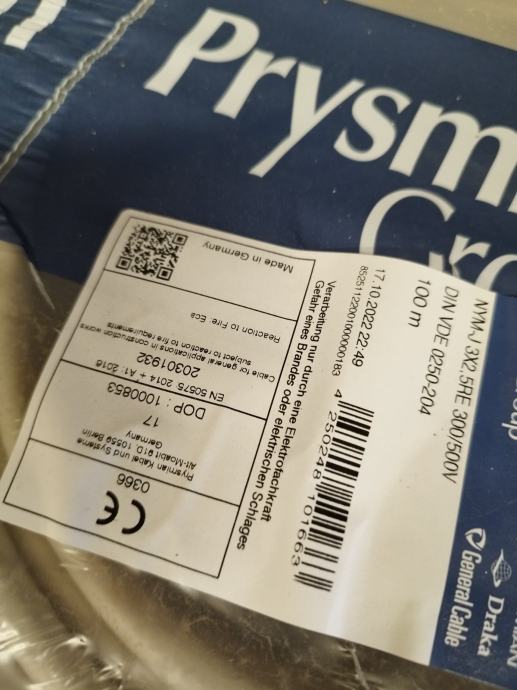 Prysm
Gro
NYM-J 3X2,5RE 300/500V
DIN VDE 0250-204
100 m
17.10.2022 22:49
4 250248 101663
Verarbeitung nur durch eine Elektrofachkraft
Gefahr eines Brandes oder elektrischen Schlages
CE
0366
Prysmian Kabel und Systeme
Alt-Moabit 91D, 10559 Berlin
Germany
17
DOP : 1000853
EN 50575: 2014 + A1: 2016
20301932
Cable for general applications in construction works
subject to reaction to fire requirements
Reaction to Fire: Eca
Made in Germany
Draka
General Cable